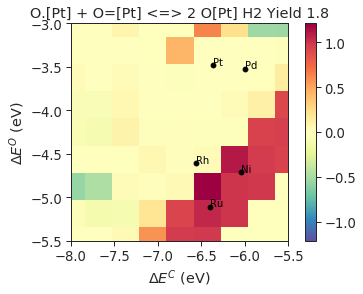 O.[Pt] + O=[Pt] <=> 2 O[Pt] H2 Yield 1.8
ΔE^O (eV)
−3.0
−3.5
−4.0
−4.5
−5.0
−5.5
Pt
Pd
Rh
Ni
Ru
1.0
0.5
0.0
−0.5
−1.0
−8.0 −7.5 −7.0 −6.5 −6.0 −5.5
ΔE^C (eV)